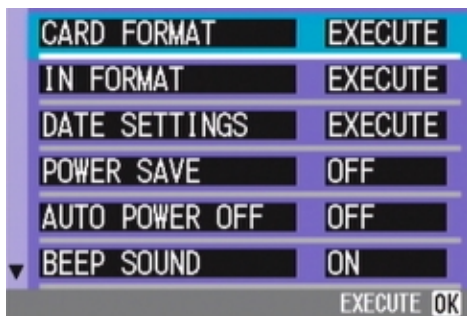 CARD FORMAT EXECUTE
IN FORMAT EXECUTE
DATE SETTINGS EXECUTE
POWER SAVE OFF
AUTO POWER OFF OFF
BEEP SOUND ON
EXECUTE OK